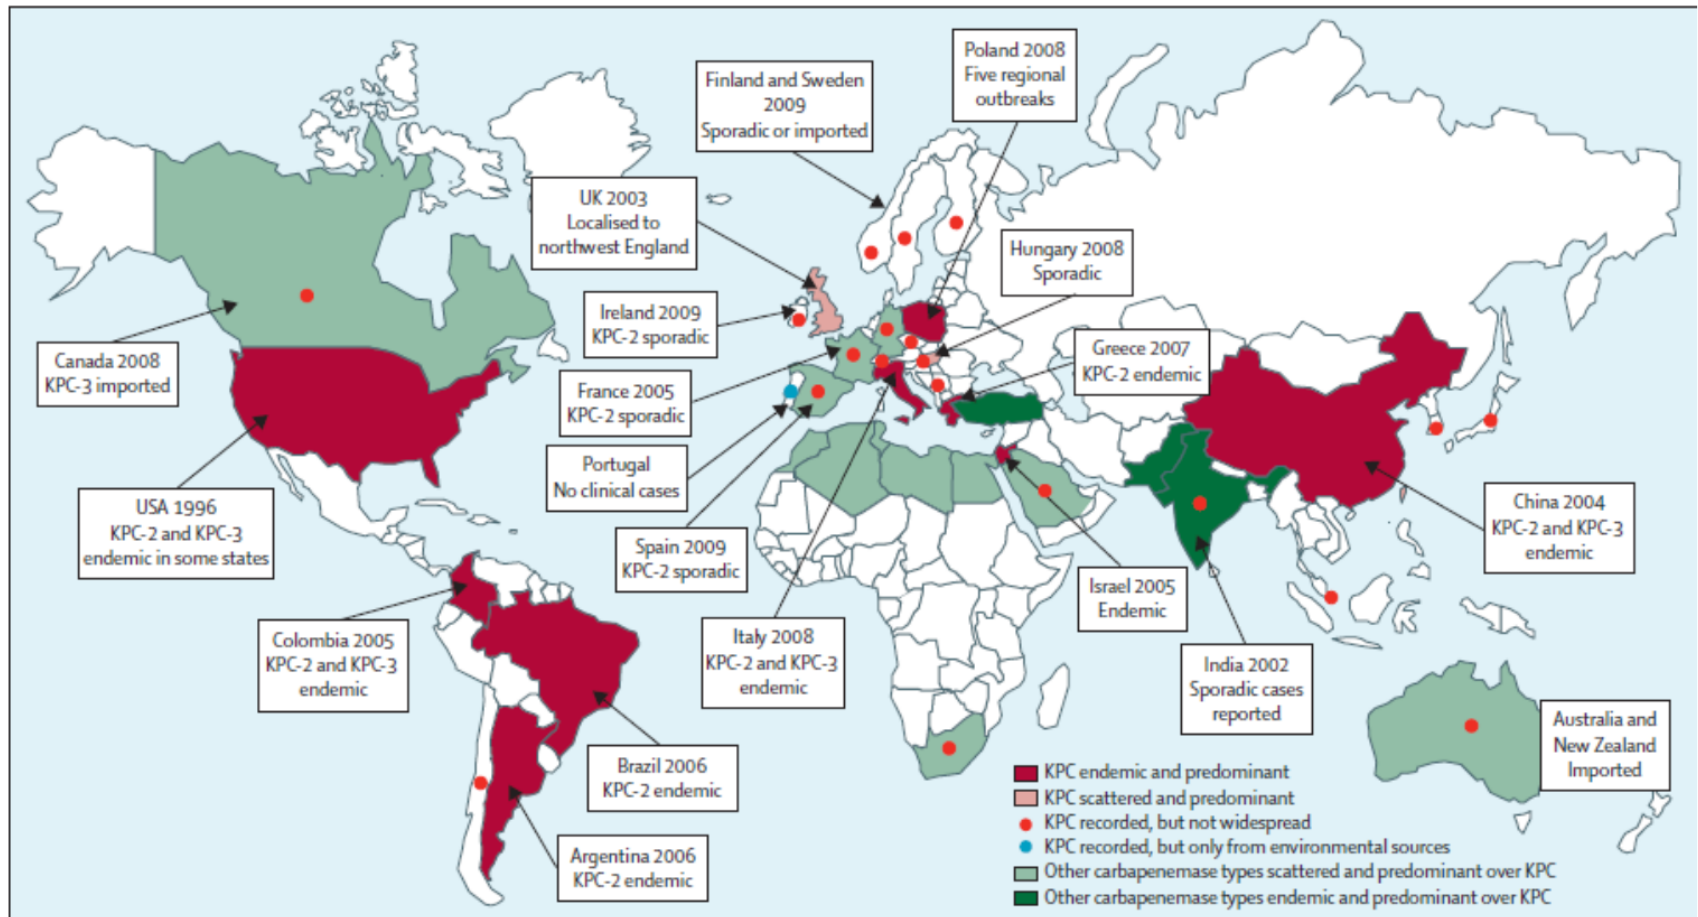 Poland 2008
Five regional
outbreaks
Finland and Sweden
2009
Sporadic or imported
UK 2003
Localised to
northwest England
Hungary 2008
Sporadic
Ireland 2009
KPC-2 sporadic
Canada 2008
KPC-3 imported
Greece 2007
KPC-2 endemic
France 2005
KPC-2 sporadic
Portugal
No clinical cases
USA 1996
KPC-2 and KPC-3
endemic in some states
China 2004
KPC-2 and KPC-3
endemic
Spain 2009
KPC-2 sporadic
Israel 2005
Endemic
Colombia 2005
KPC-2 and KPC-3
endemic
Italy 2008
KPC-2 and KPC-3
endemic
India 2002
Sporadic cases
reported
Australia and
New Zealand
Imported
Brazil 2006
KPC-2 endemic
Argentina 2006
KPC-2 endemic
KPC endemic and predominant
KPC scattered and predominant
KPC recorded, but not widespread
KPC recorded, but only from environmental sources
Other carbapenemase types scattered and predominant over KPC
Other carbapenemase types endemic and predominant over KPC